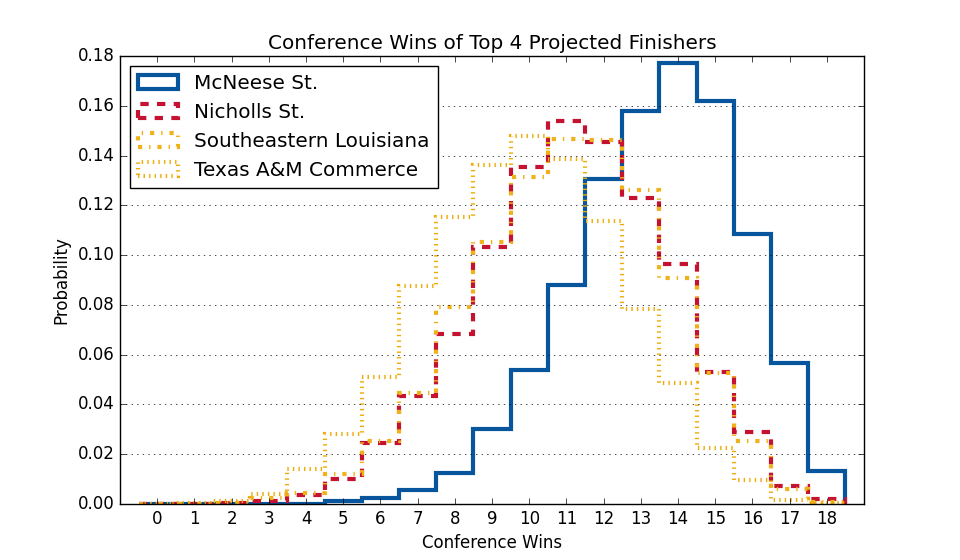 Conference Wins of Top 4 Projected Finishers
McNeese St.
Nicholls St.
Southeastern Louisiana
Texas A&M Commerce
Probability
0.18
0.16
0.14
0.12
0.10
0.08
0.06
0.04
0.02
0.00
0 1 2 3 4 5 6 7 8 9 10 11 12 13 14 15 16 17 18
Conference Wins